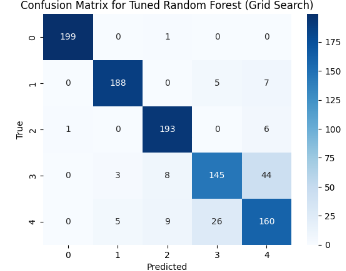 Confusion Matrix for Tuned Random Forest (Grid Search)
0 199 0 1 0 0
1 0 188 0 5 7
2 1 0 193 0 6
3 0 3 8 145 44
4 0 5 9 26 160
0 1 2 3 4
True
Predicted
175
150
125
100
75
50
25
0